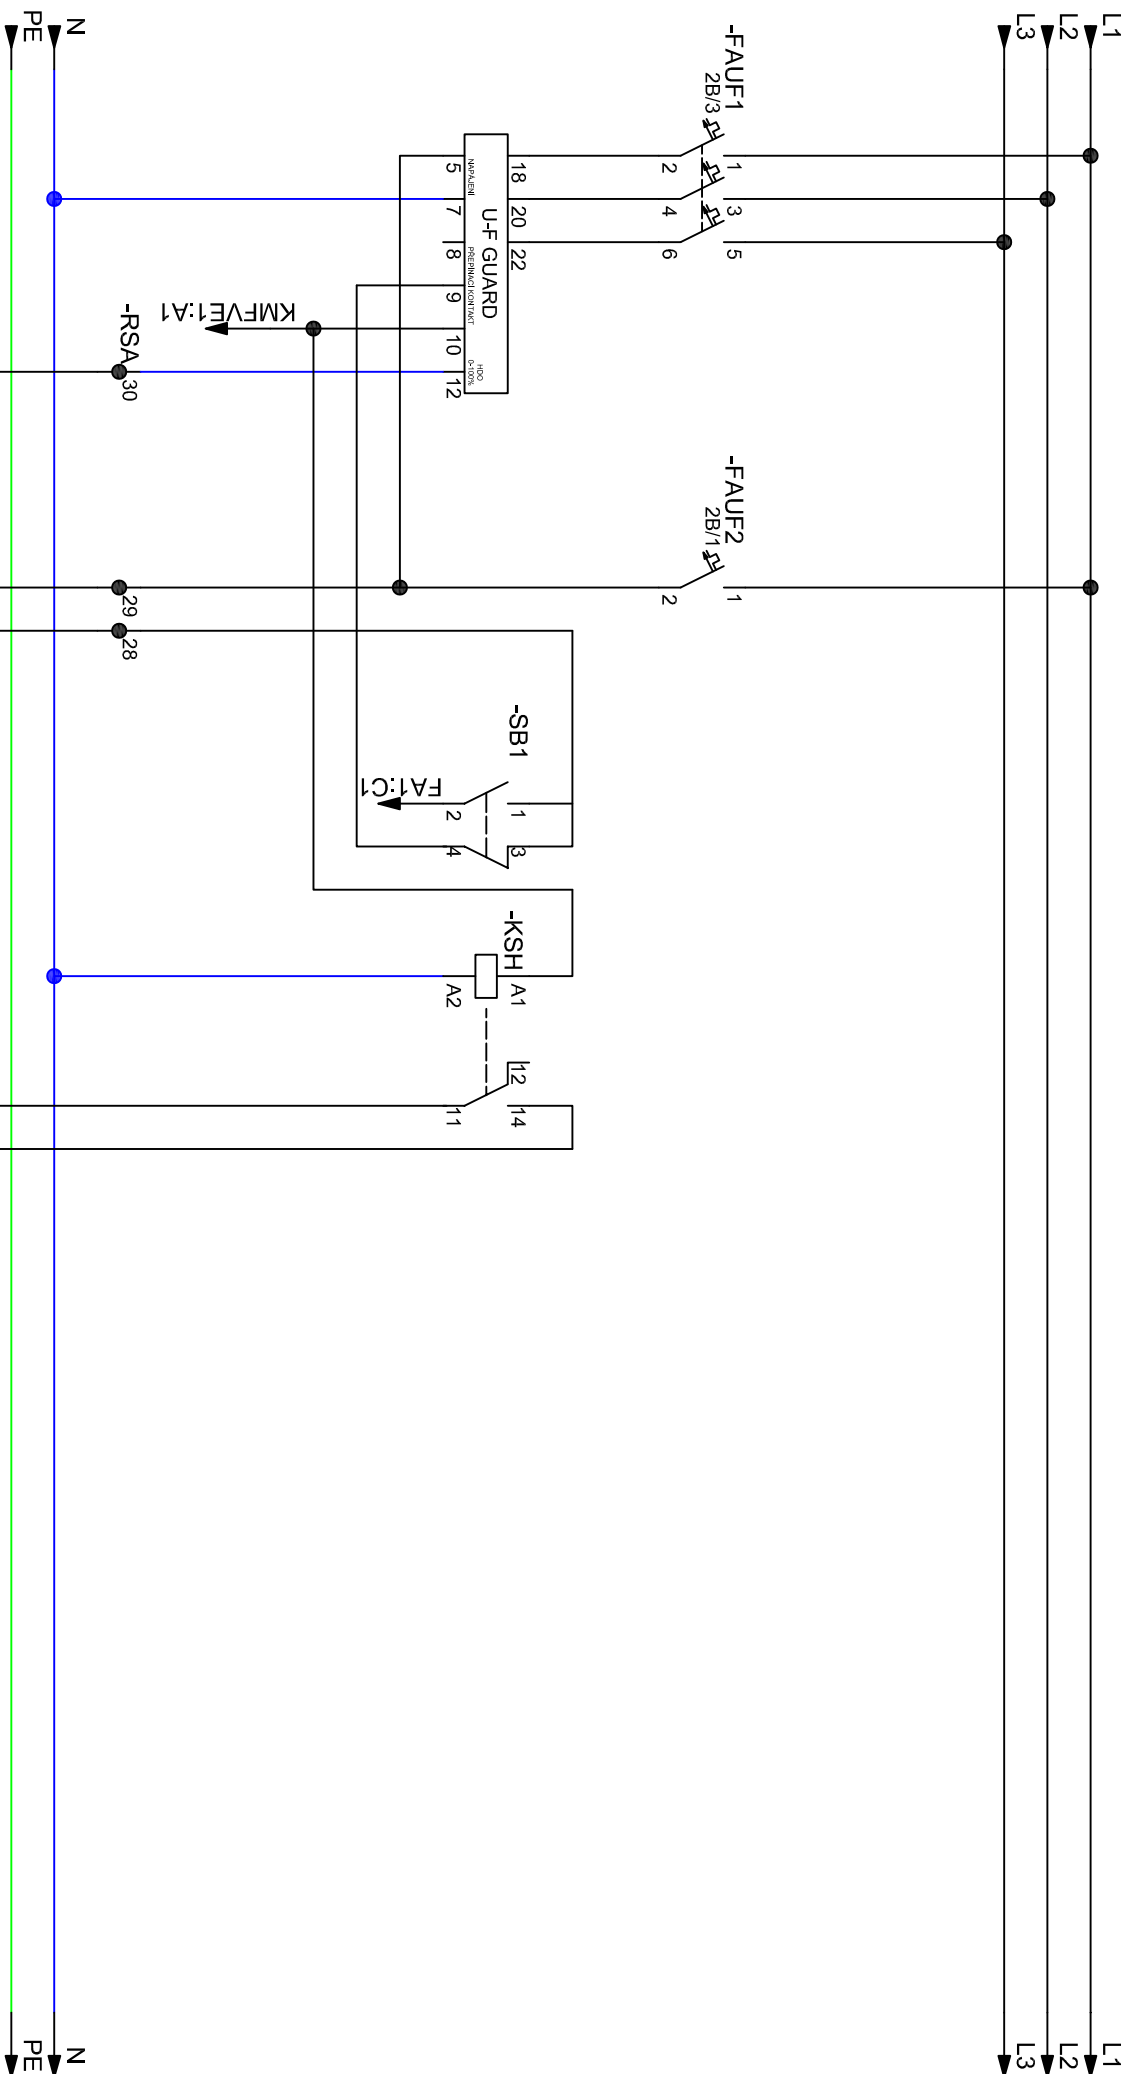 L1
L2
L3
-FAUF1
2B/3
1
3
5
2
4
6
-FAUF2
2B/1
1
2
18
20
22
U-F GUARD
NAPÁJENÍ
PŘEPÍNACÍ KONTAKT
HDO
0-100%
5
7
8
9
10
12
-SB1
1
3
2
4
FA1:C1
-KSH
A1
A2
12
14
11
KMFVE1:A1
-RSA
30
29
28
N
PE
L1
L2
L3
N
PE